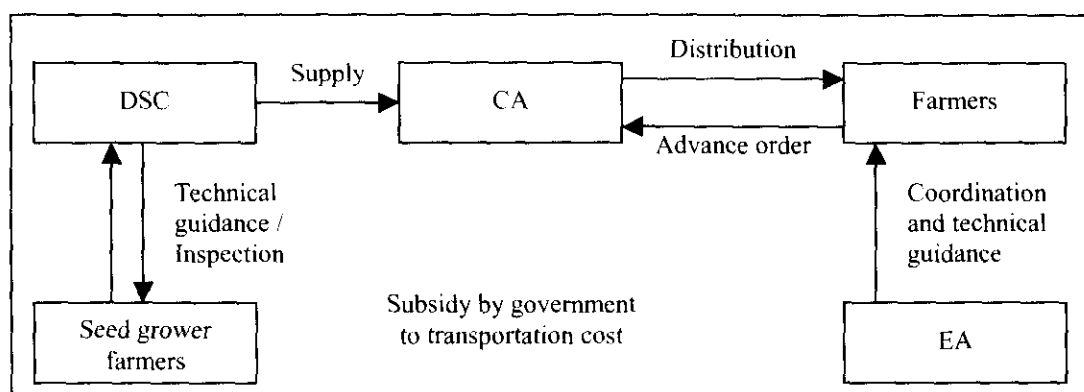 Distribution
Supply
DSC
CA
Farmers
Advance order
Technical
guidance /
Inspection
Coordination
and technical
guidance
Subsidy by government
to transportation cost
Seed grower
farmers
EA